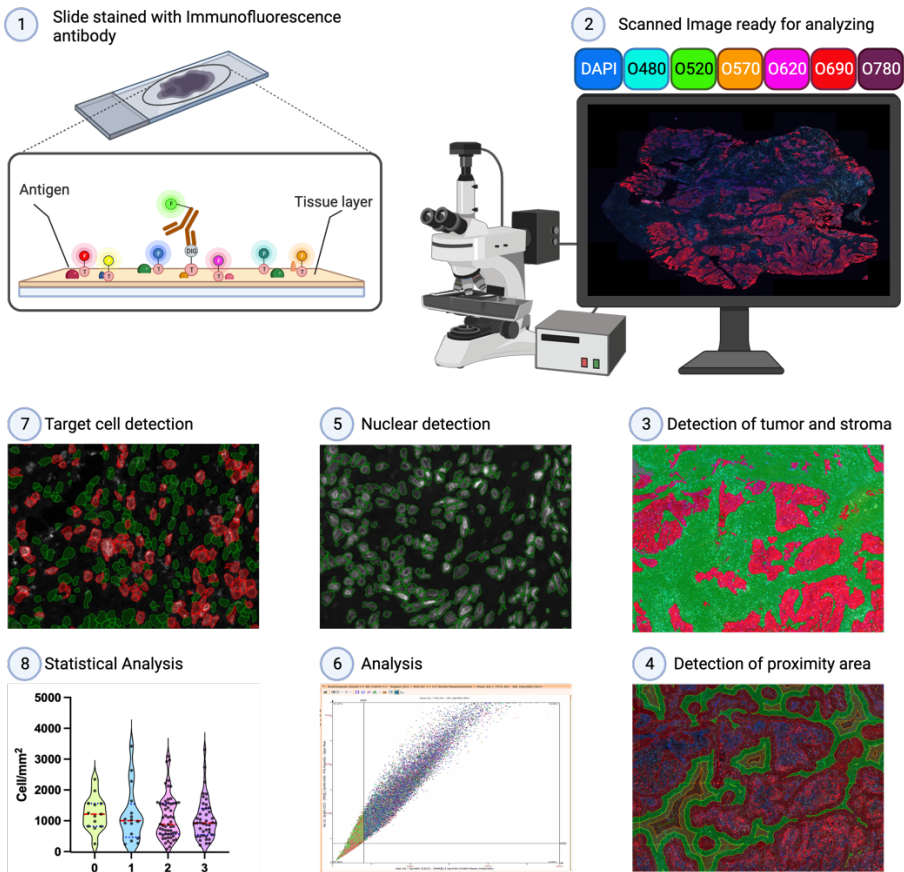 1 Slide stained with Immunofluorescence
antibody
Antigen
Tissue layer
F
F
F
F
F
F
DIG
T
T
T
T
T
T
T
2 Scanned Image ready for analyzing
DAPI O480 O520 O570 O620 O690 O780
7 Target cell detection
5 Nuclear detection
3 Detection of tumor and stroma
8 Statistical Analysis
5000
4000
3000
2000
1000
0
Cell/mm²
0 1 2 3
6 Analysis
4 Detection of proximity area